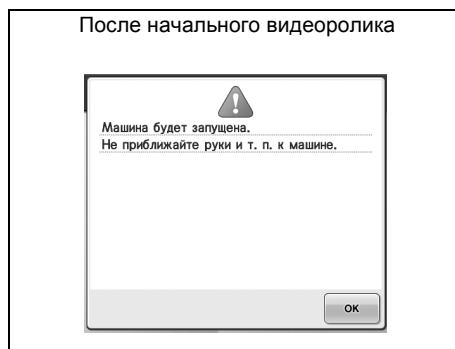 После начального видеоролика
Машина будет запущена.
Не приближайте руки и т. п. к машине.
OK